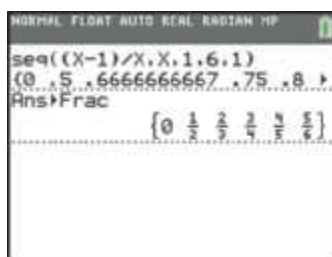 NORMAL FLOAT AUTO REAL RADIAN MP
seq((X-1)/X,X,1,6,1)
{0 .5 .6666666667 .75 .8 ▸
Ans▸Frac
{0 1/2 2/3 3/4 4/5 5/6}